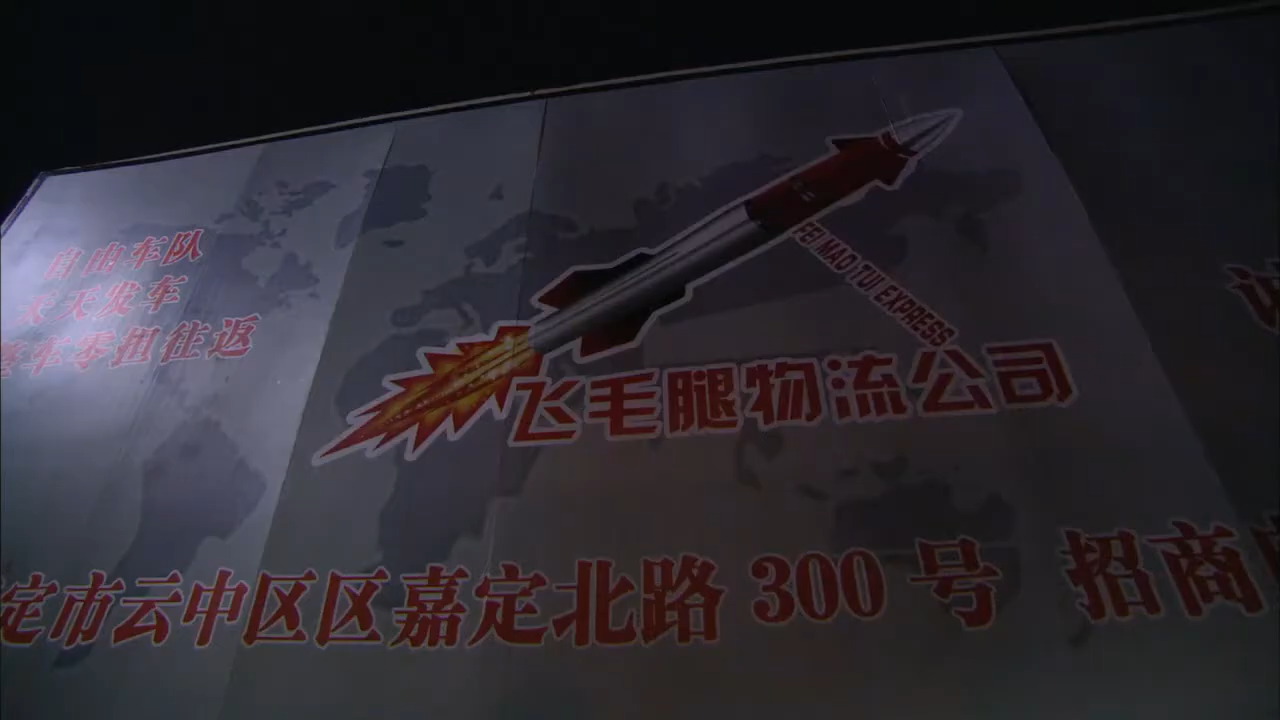 自由车队
天天发车
整车零担往返
FEI MAO TUI EXPRESS
飞毛腿物流公司
定市云中区区嘉定北路 300 号 招商